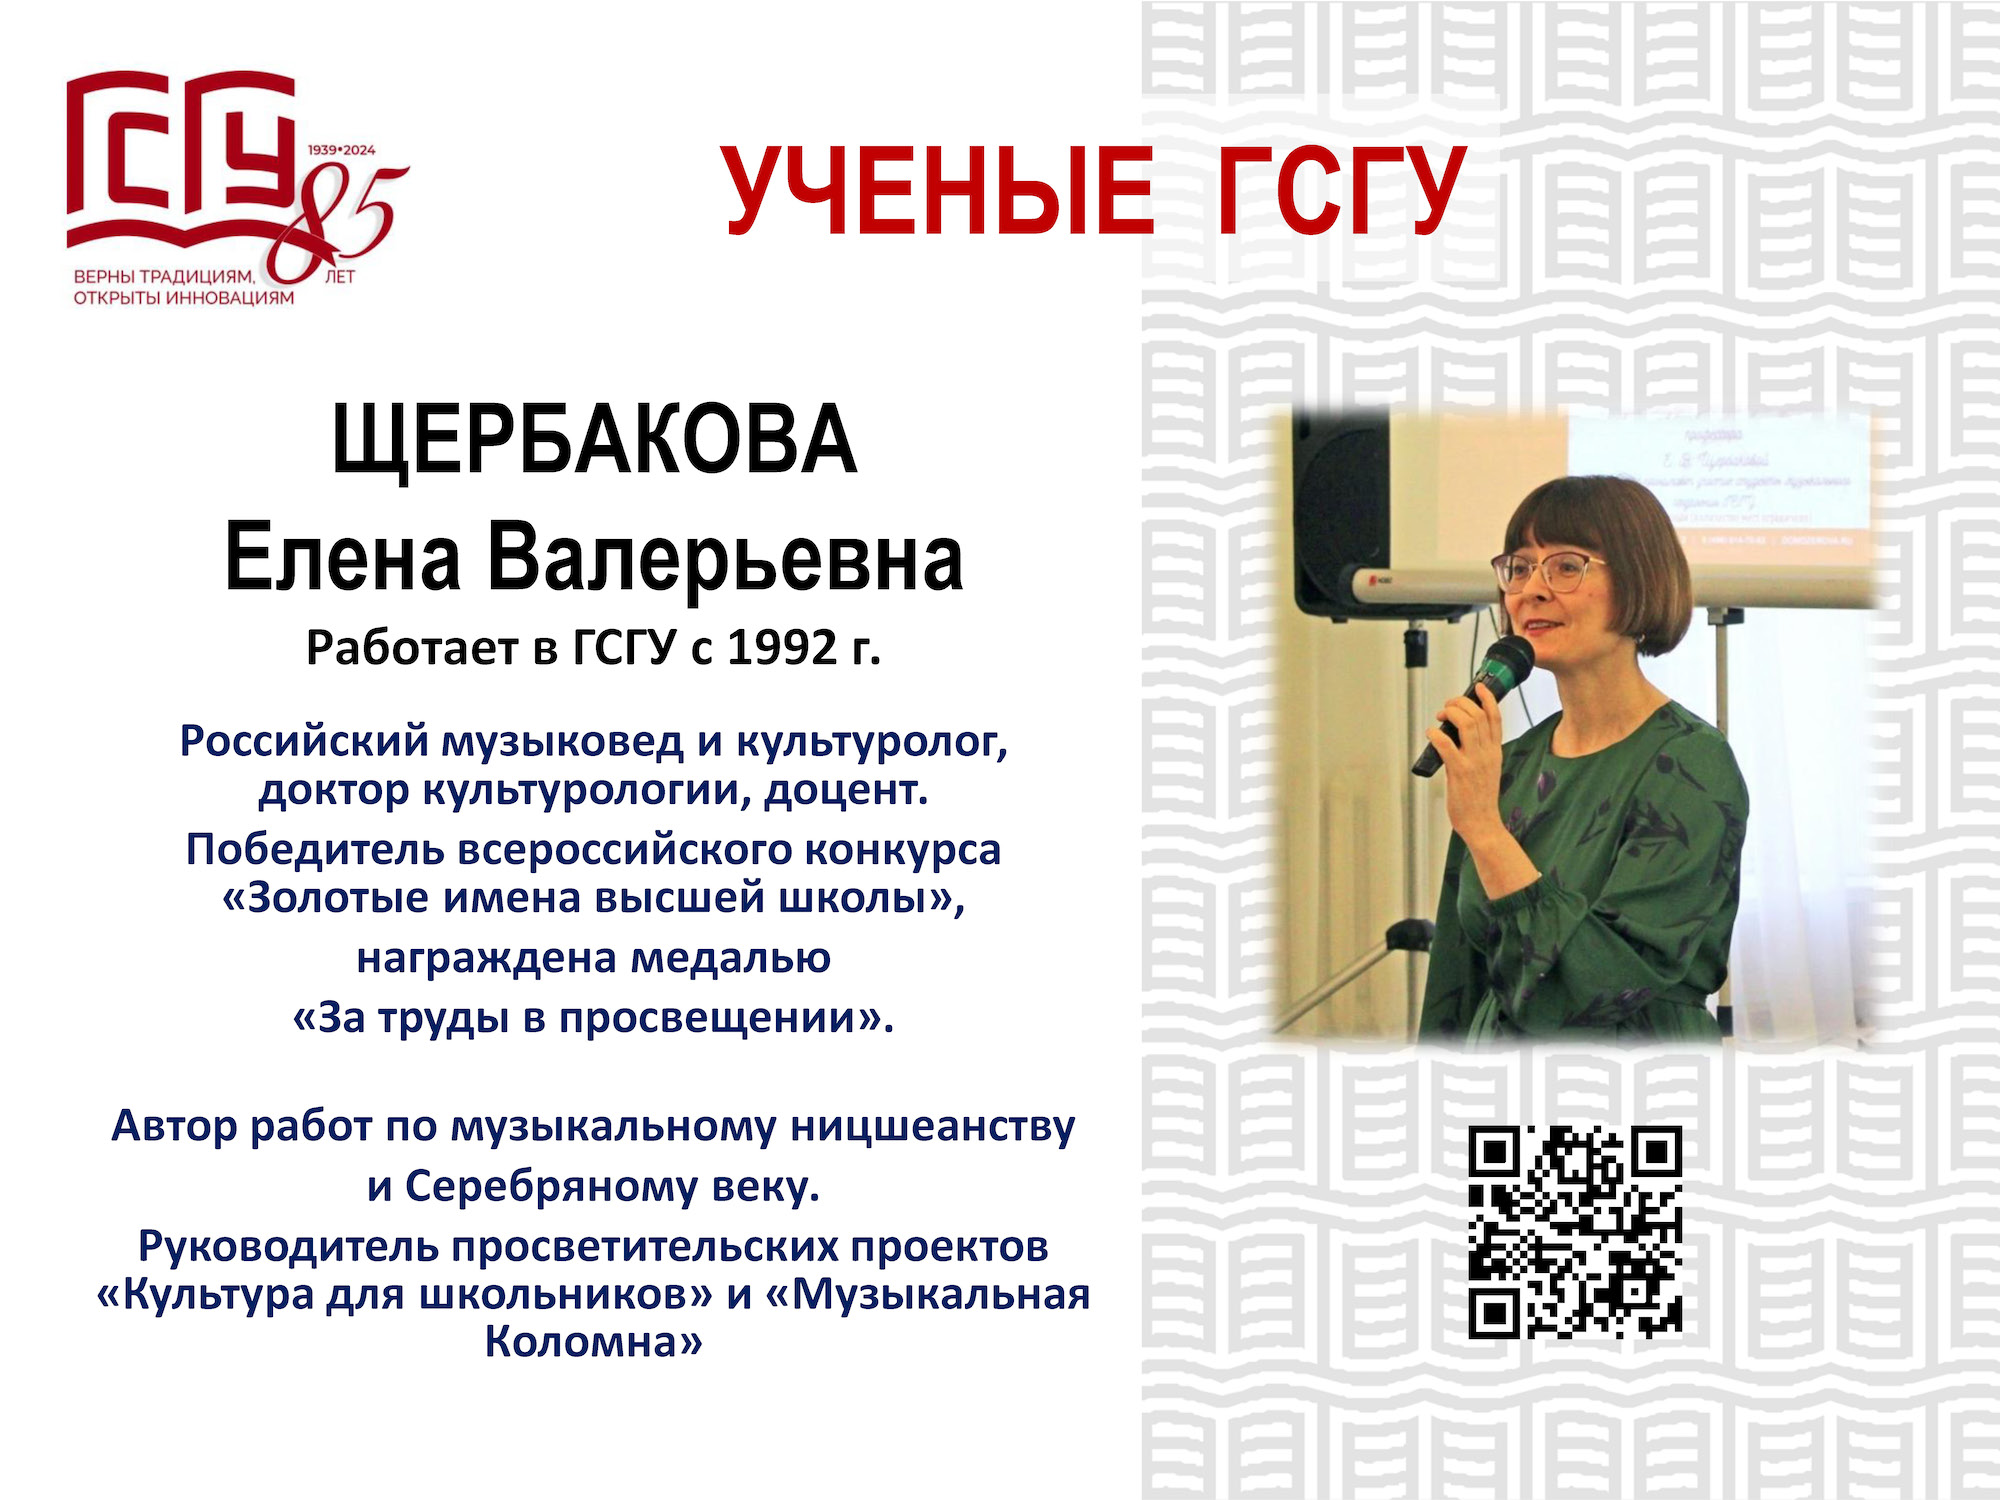 ГСГУ
1939•2024
85
ВЕРНЫ ТРАДИЦИЯМ, ЛЕТ
ОТКРЫТЫ ИННОВАЦИЯМ
УЧЕНЫЕ ГСГУ
ЩЕРБАКОВА
Елена Валерьевна
Работает в ГСГУ с 1992 г.
Российский музыковед и культуролог,
доктор культурологии, доцент.
Победитель всероссийского конкурса
«Золотые имена высшей школы»,
награждена медалью
«За труды в просвещении».
Автор работ по музыкальному ницшеанству
и Серебряному веку.
Руководитель просветительских проектов
«Культура для школьников» и «Музыкальная
Коломна»
профессора
Е. В. Щербаковой